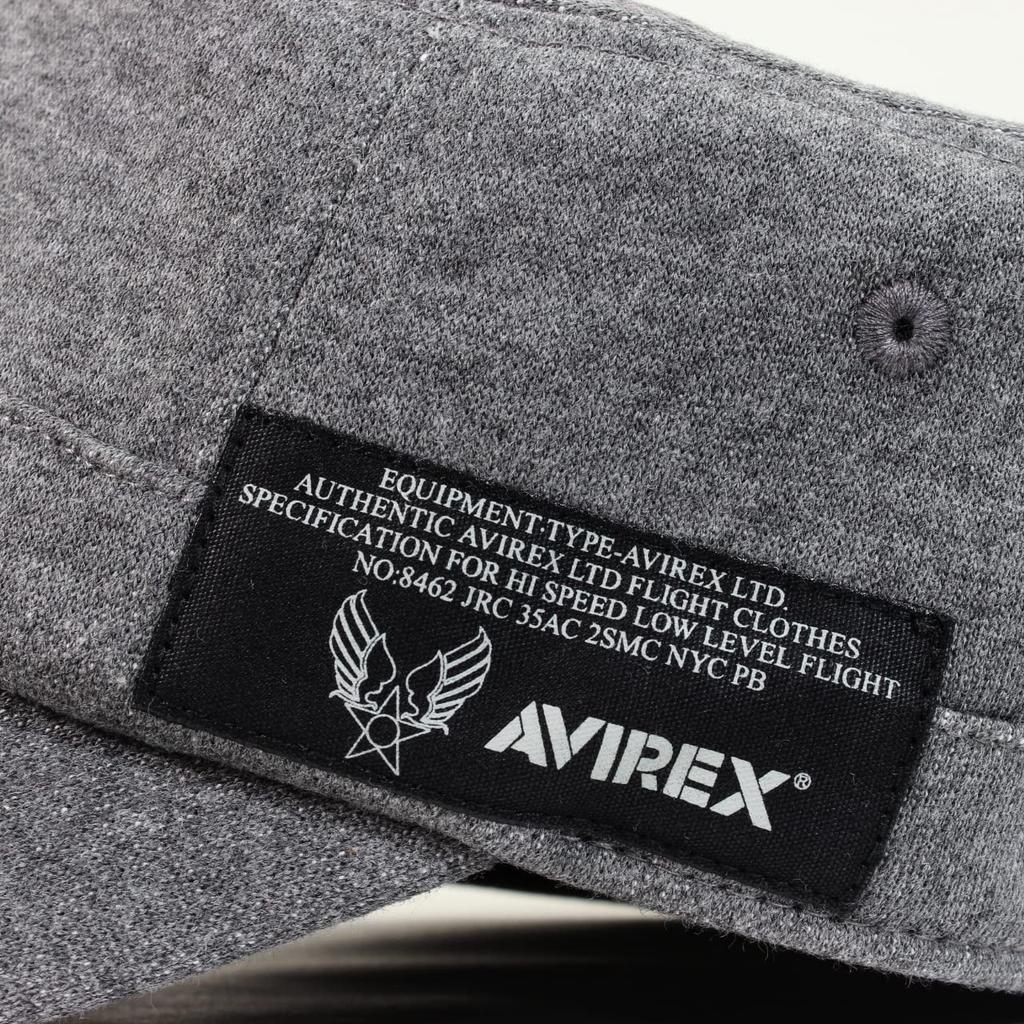 EQUIPMENT:TYPE-AVIREX LTD.
AUTHENTIC AVIREX LTD FLIGHT CLOTHES
SPECIFICATION FOR HI SPEED LOW LEVEL FLIGHT
NO:8462 JRC 35AC 2SMC NYC PB
AVIREX®